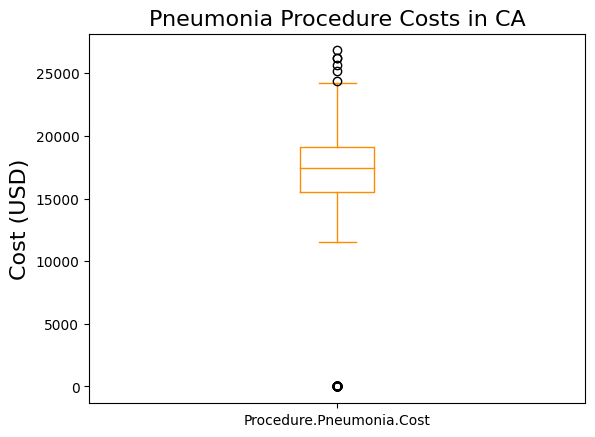 Pneumonia Procedure Costs in CA
Cost (USD)
25000
20000
15000
10000
5000
0
Procedure.Pneumonia.Cost